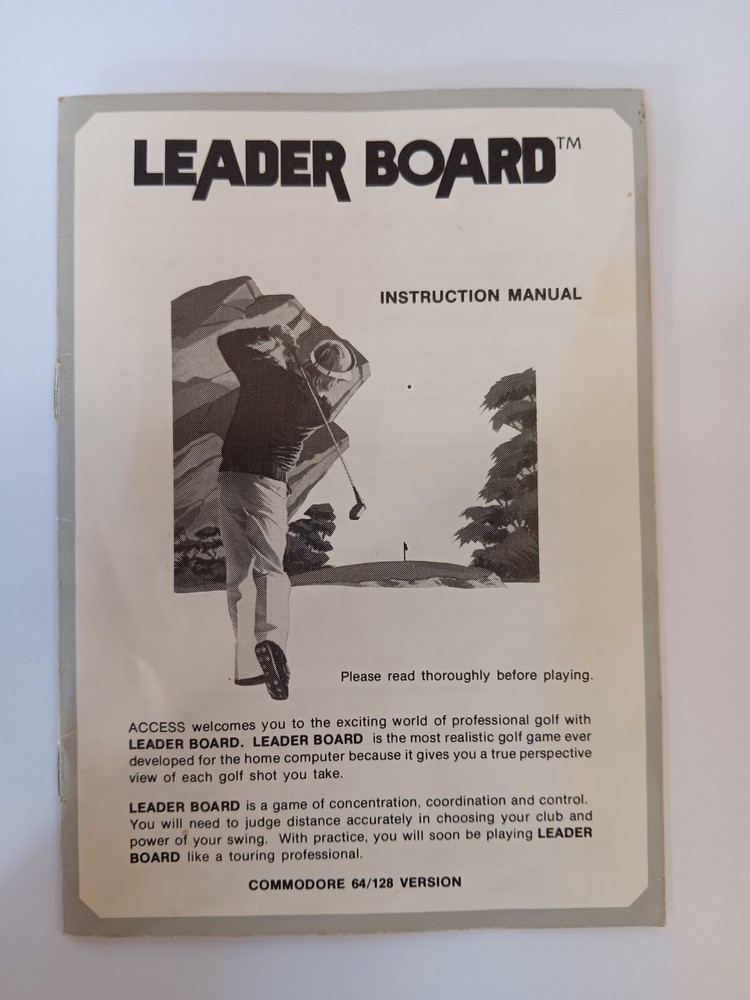 LEADER BOARD™
INSTRUCTION MANUAL
Please read thoroughly before playing.
ACCESS welcomes you to the exciting world of professional golf with
LEADER BOARD. LEADER BOARD is the most realistic golf game ever
developed for the home computer because it gives you a true perspective
view of each golf shot you take.
LEADER BOARD is a game of concentration, coordination and control.
You will need to judge distance accurately in choosing your club and
power of your swing. With practice, you will soon be playing LEADER
BOARD like a touring professional.
COMMODORE 64/128 VERSION